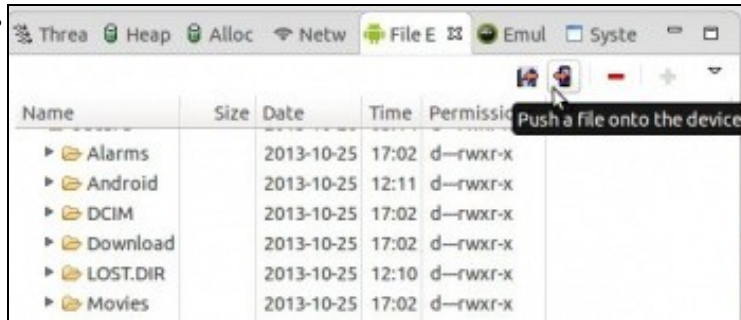 Threa Heap Alloc Netw File E Emul Syste
Name Size Date Time Permissio
Push a file onto the device
Alarms 2013-10-25 17:02 d---rwxr-x
Android 2013-10-25 12:11 d---rwxr-x
DCIM 2013-10-25 17:02 d---rwxr-x
Download 2013-10-25 17:02 d---rwxr-x
LOST.DIR 2013-10-25 12:10 d---rwxr-x
Movies 2013-10-25 17:02 d---rwxr-x